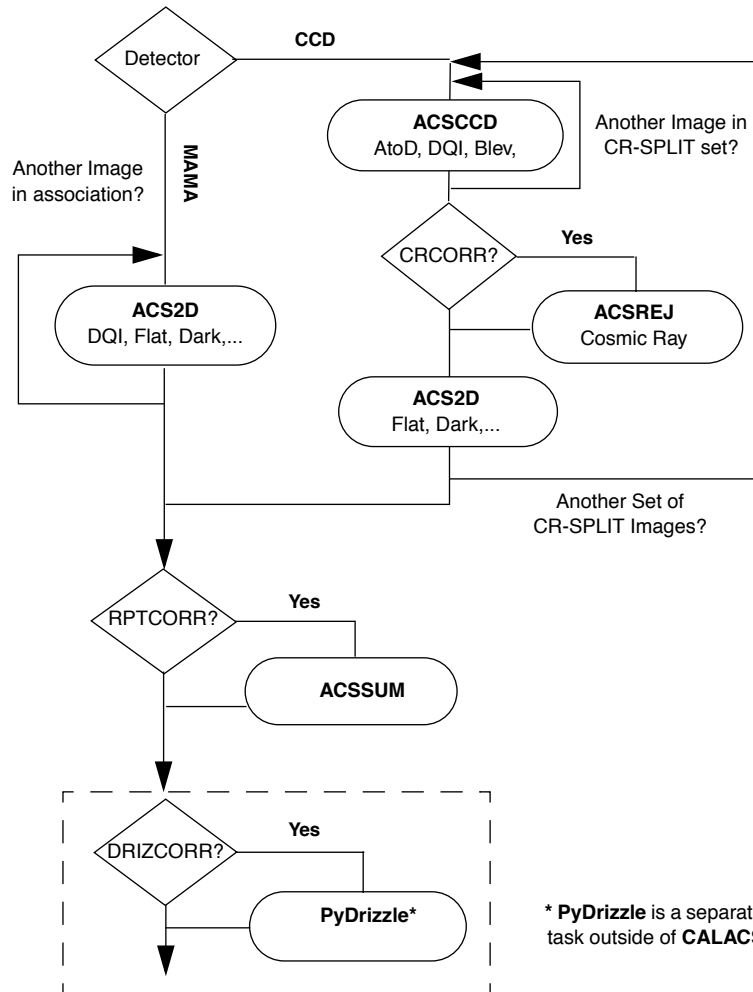 CCD
Detector
ACSCCD
AtoD, DQI, Blev,
Another Image in
CR-SPLIT set?
MAMA
Another Image
in association?
CRCORR?
Yes
ACS2D
DQI, Flat, Dark,...
ACSREJ
Cosmic Ray
ACS2D
Flat, Dark,...
Another Set of
CR-SPLIT Images?
RPTCORR?
Yes
ACSSUM
DRIZCORR?
Yes
PyDrizzle*
* PyDrizzle is a separat
task outside of CALACS